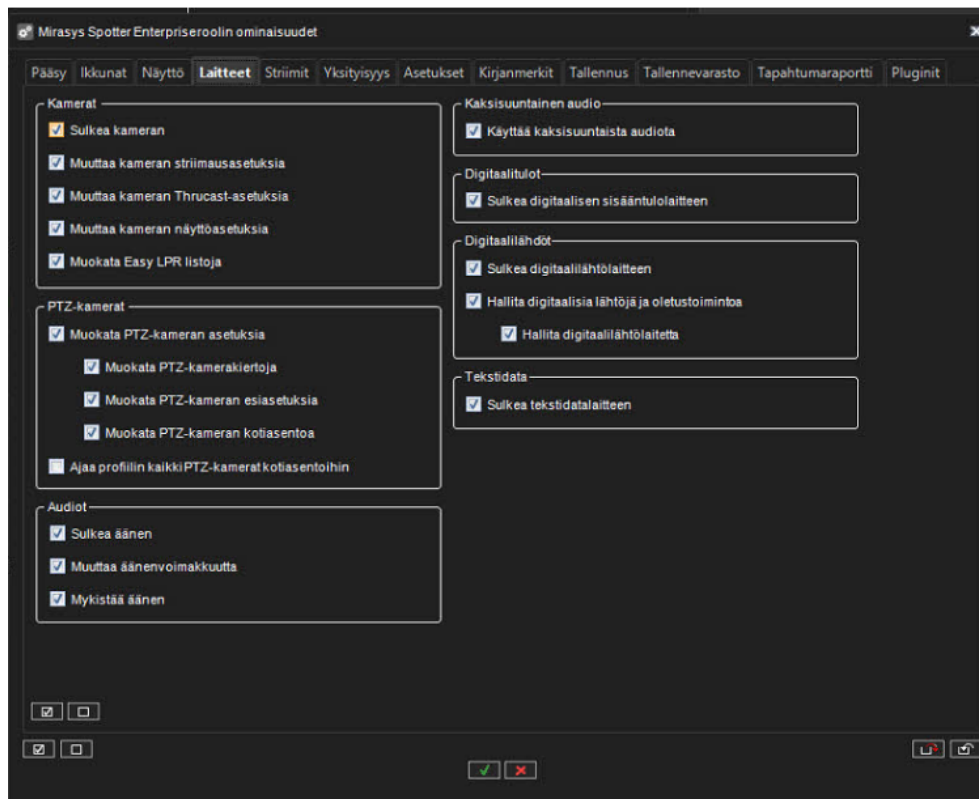 Mirasys Spotter Enterpriseroolin ominaisuudet
Pääsy Ikkunat Näyttö Laitteet Striimit Yksityisyys Asetukset Kirjanmerkit Tallennus Tallennevarasto Tapahtumaraportti Pluginit
Kamerat
Sulkea kameran
Muuttaa kameran striimausasetuksia
Muuttaa kameran Thrucast-asetuksia
Muuttaa kameran näyttöasetuksia
Muokata Easy LPR listoja
PTZ-kamerat
Muokata PTZ-kameran asetuksia
Muokata PTZ-kamerakiertoja
Muokata PTZ-kameran esiasetuksia
Muokata PTZ-kameran kotiasentoa
Ajaa profiilin kaikki PTZ-kamerat kotiasentoihin
Audiot
Sulkea äänen
Muuttaa äänenvoimakkuutta
Mykistää äänen
Kaksisuuntainen audio
Käyttää kaksisuuntaista audiota
Digitaalitulot
Sulkea digitaalisen sisääntulolaitteen
Digitaalilähdöt
Sulkea digitaalilähtölaitteen
Hallita digitaalisia lähtöjä ja oletustoimintoa
Hallita digitaalilähtölaitetta
Tekstidata
Sulkea tekstidatalaitteen